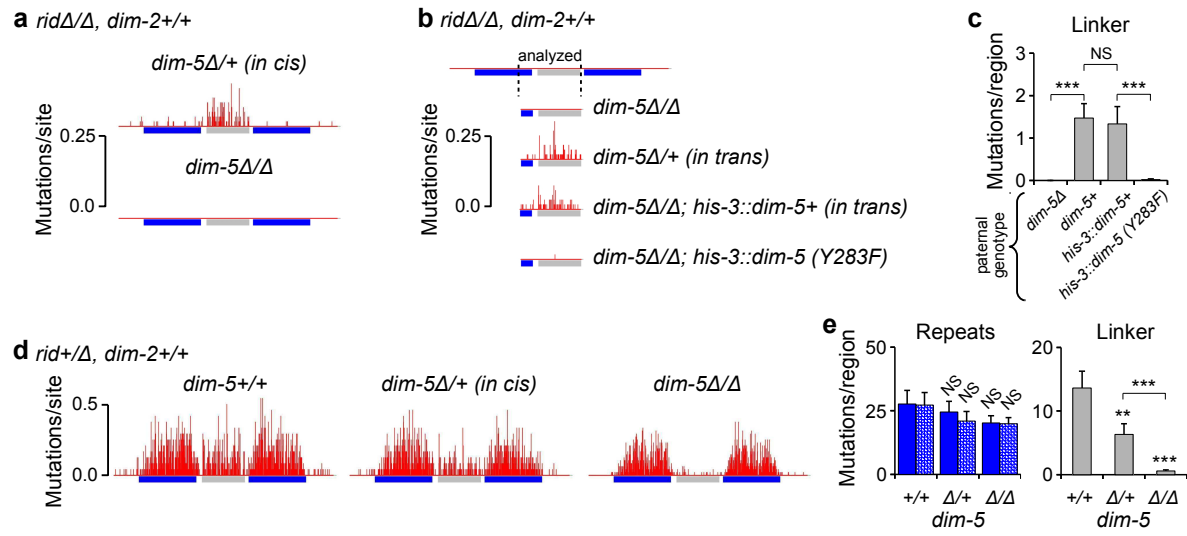 a ridΔ/Δ, dim-2+/+
dim-5Δ/+ (in cis)
Mutations/site
0.25
0.0
dim-5Δ/Δ
b ridΔ/Δ, dim-2+/+
analyzed
Mutations/site
0.25
0.0
dim-5Δ/Δ
dim-5Δ/+ (in trans)
dim-5Δ/Δ; his-3::dim-5+ (in trans)
dim-5Δ/Δ; his-3::dim-5 (Y283F)
c
Linker
Mutations/region
3
2
1
0
NS
***
***
paternal
genotype
dim-5Δ
dim-5+
his-3::dim-5+
his-3::dim-5 (Y283F)
d rid+/Δ, dim-2+/+
Mutations/site
0.5
0.0
dim-5+/+
dim-5Δ/+ (in cis)
dim-5Δ/Δ
e
Repeats
Mutations/region
50
25
0
NS
NS
NS
NS
+/+ Δ/+ Δ/Δ
dim-5
Linker
20
10
0
***
**
***
+/+ Δ/+ Δ/Δ
dim-5